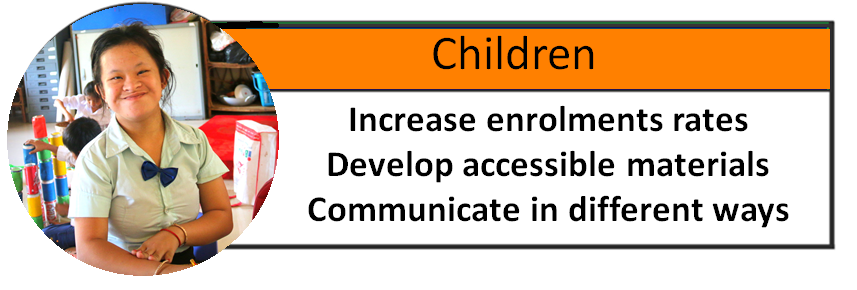 Children
Increase enrolments rates
Develop accessible materials
Communicate in different ways